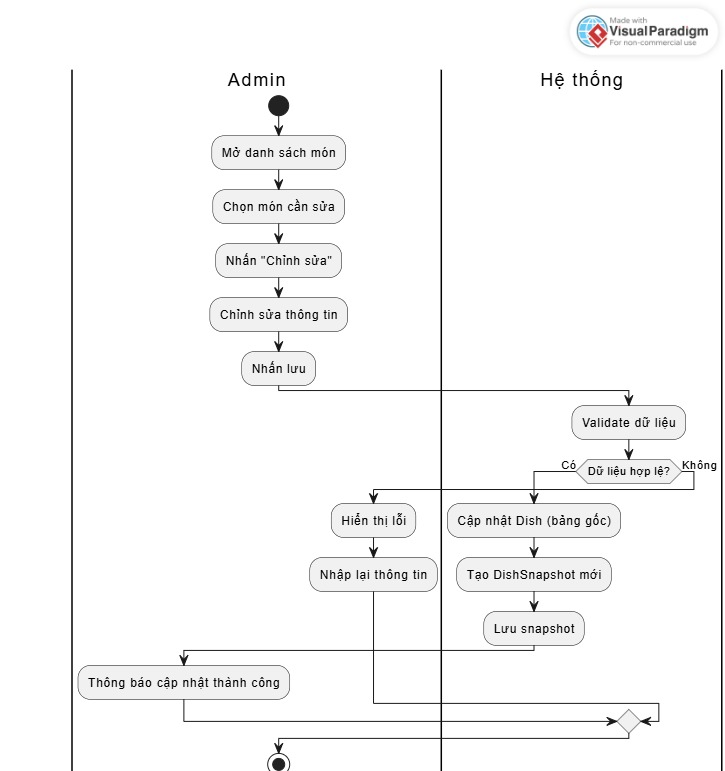 Made with
VisualParadigm
For non-commercial use
Admin
Hệ thống
Mở danh sách món
Chọn món cần sửa
Nhấn "Chỉnh sửa"
Chỉnh sửa thông tin
Nhấn lưu
Validate dữ liệu
Có
Dữ liệu hợp lệ?
Không
Hiển thị lỗi
Cập nhật Dish (bảng gốc)
Nhập lại thông tin
Tạo DishSnapshot mới
Lưu snapshot
Thông báo cập nhật thành công